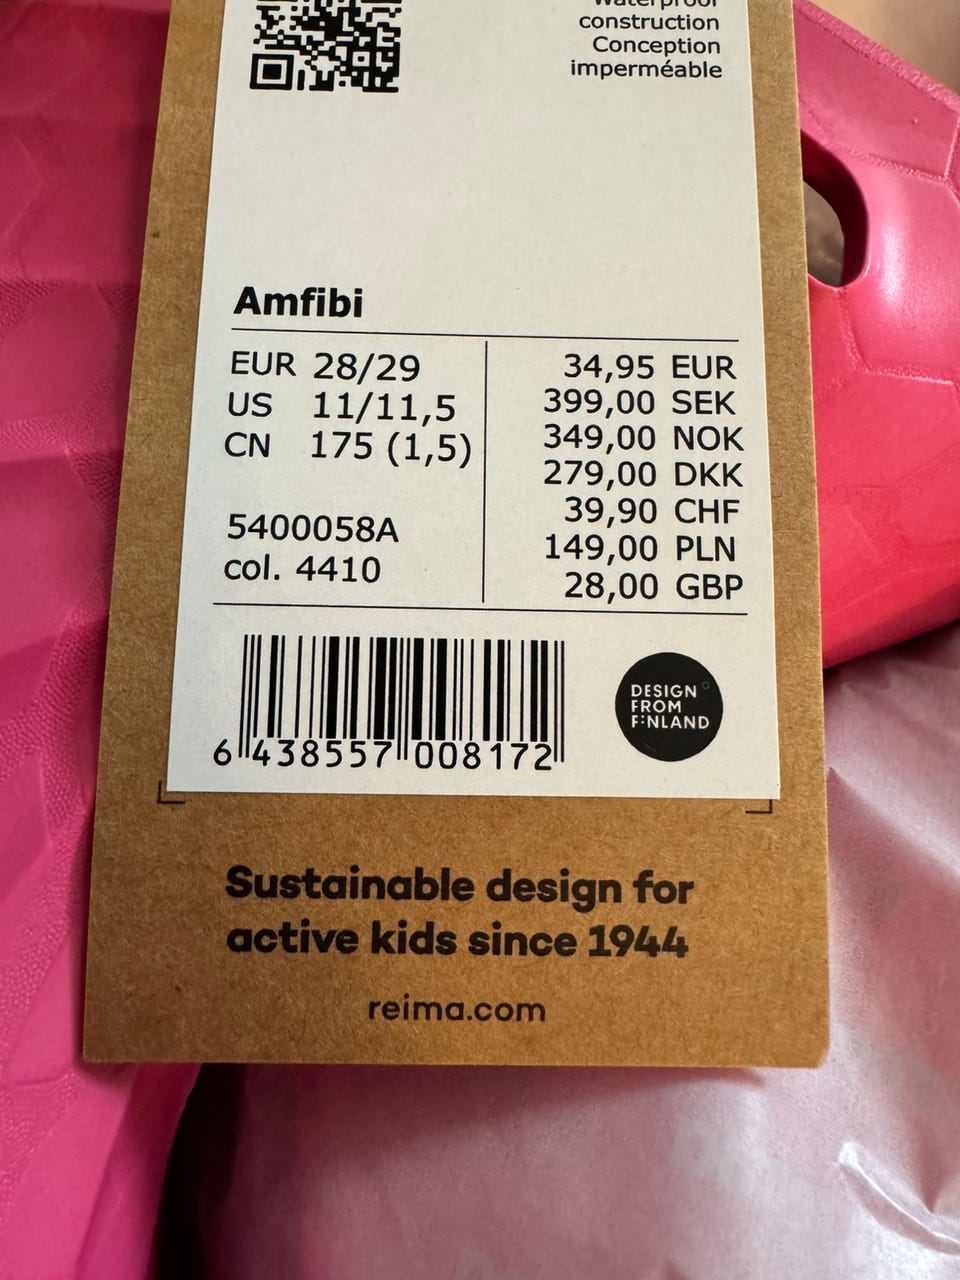 Waterproof
construction
Conception
imperméable
Amfibi
EUR 28/29
US 11/11,5
CN 175 (1,5)
5400058A
col. 4410
34,95 EUR
399,00 SEK
349,00 NOK
279,00 DKK
39,90 CHF
149,00 PLN
28,00 GBP
6 438557 008172
DESIGN
FROM
FINLAND
Sustainable design for
active kids since 1944
reima.com